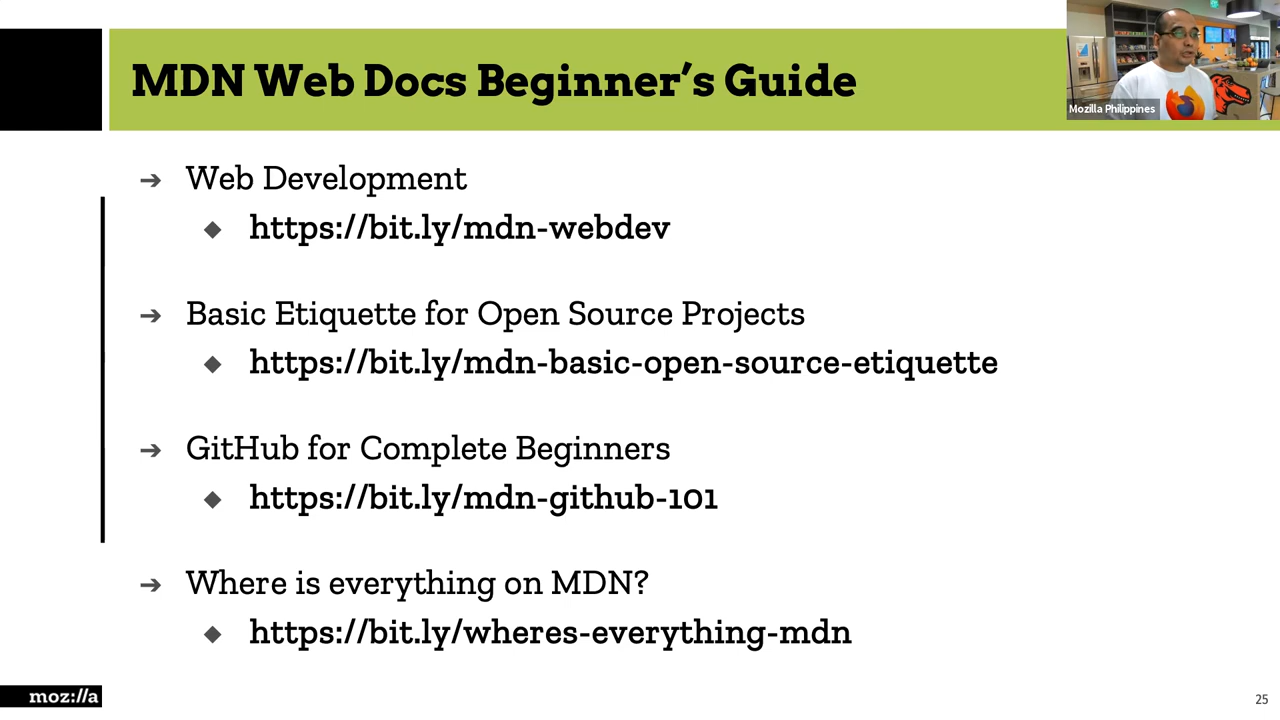 MDN Web Docs Beginner's Guide
Mozilla Philippines
➔ Web Development
◆ https://bit.ly/mdn-webdev
➔ Basic Etiquette for Open Source Projects
◆ https://bit.ly/mdn-basic-open-source-etiquette
➔ GitHub for Complete Beginners
◆ https://bit.ly/mdn-github-101
➔ Where is everything on MDN?
◆ https://bit.ly/wheres-everything-mdn
moz://a
25